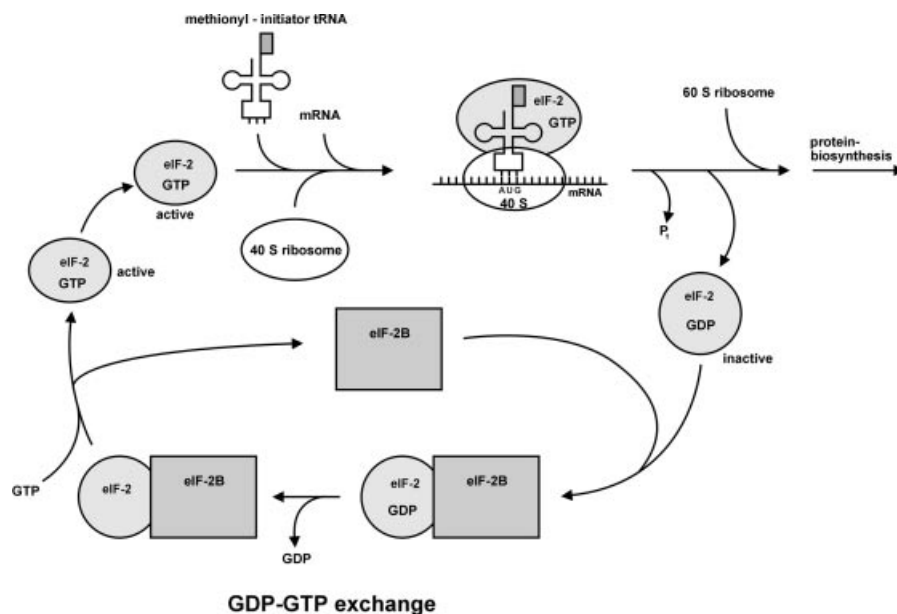 methionyl - initiator tRNA
mRNA
eIF-2
GTP
active
eIF-2
GTP
active
40 S ribosome
eIF-2
GTP
AUG
40 S
mRNA
60 S ribosome
protein-
biosynthesis
P
eIF-2
GDP
inactive
eIF-2B
GTP
eIF-2
eIF-2B
GDP
eIF-2
GDP
eIF-2B
GDP-GTP exchange